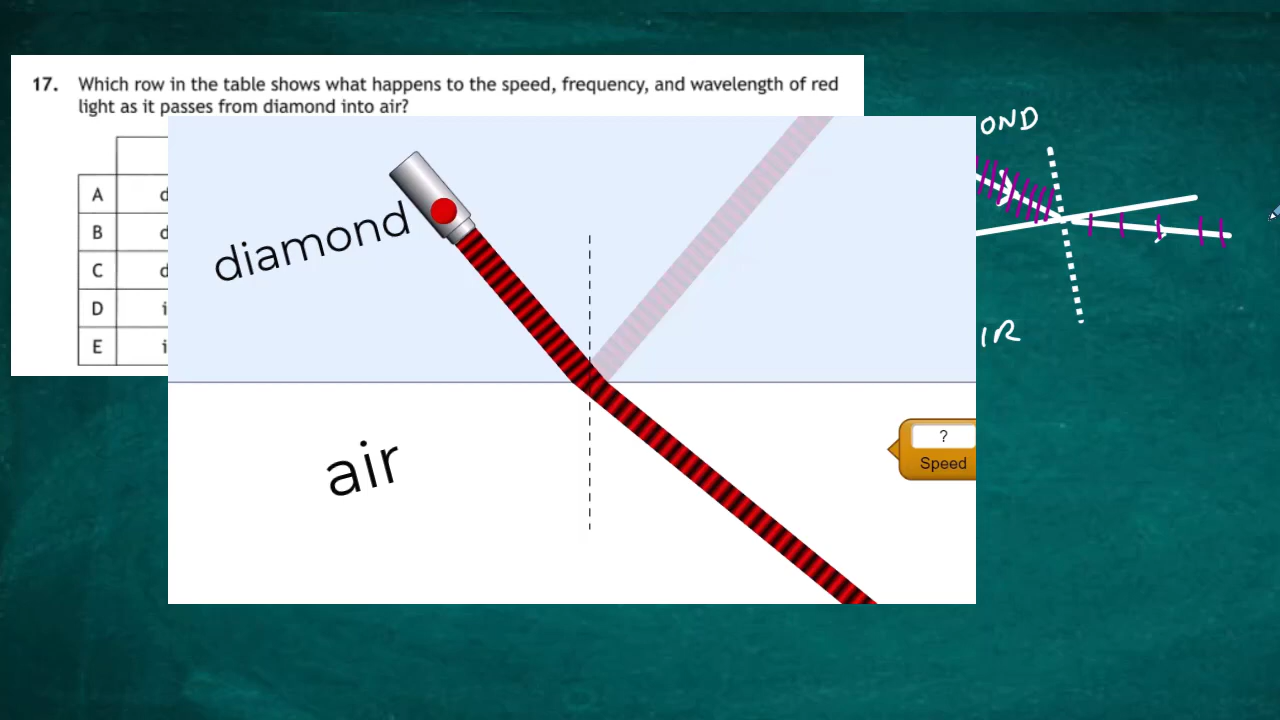 17. Which row in the table shows what happens to the speed, frequency, and wavelength of red
light as it passes from diamond into air?
A d
B d
C d
D i
E i
diamond
air
?
Speed
OND
IR